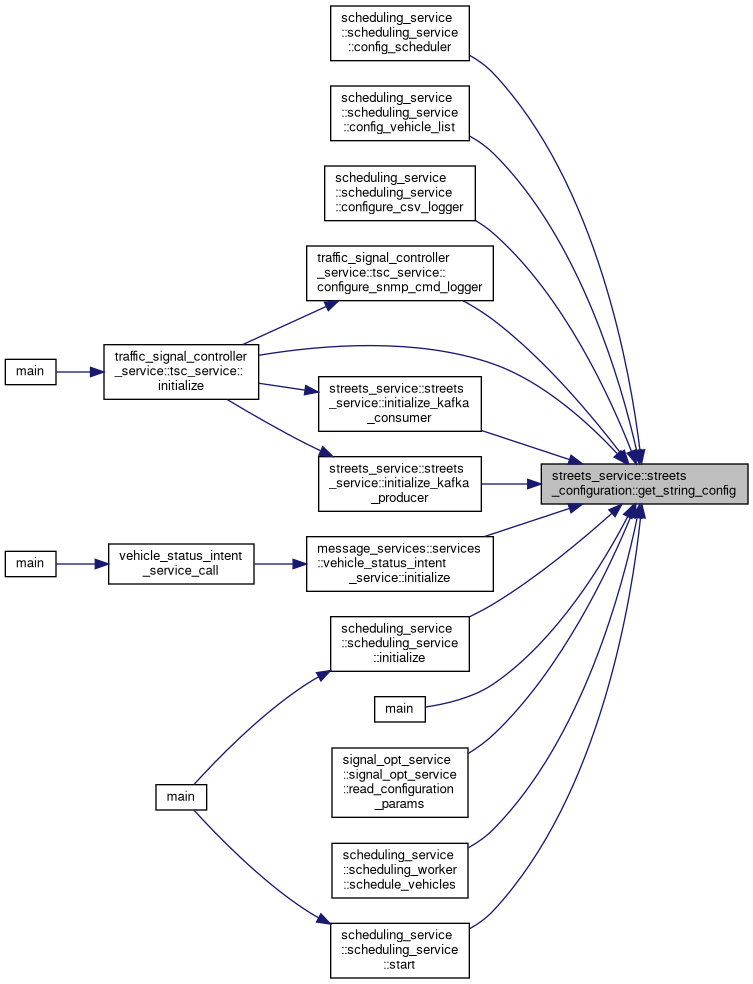 scheduling_service
::scheduling_service
::config_scheduler
scheduling_service
::scheduling_service
::config_vehicle_list
scheduling_service
::scheduling_service
::configure_csv_logger
traffic_signal_controller
_service::tsc_service::
configure_snmp_cmd_logger
main
traffic_signal_controller
_service::tsc_service::
initialize
streets_service::streets
_service::initialize_kafka
_consumer
streets_service::streets
_service::initialize_kafka
_producer
streets_service::streets
_configuration::get_string_config
main
vehicle_status_intent
_service_call
message_services::services
::vehicle_status_intent
_service::initialize
scheduling_service
::scheduling_service
::initialize
main
signal_opt_service
::signal_opt_service
::read_configuration
_params
main
scheduling_service
::scheduling_worker
::schedule_vehicles
scheduling_service
::scheduling_service
::start